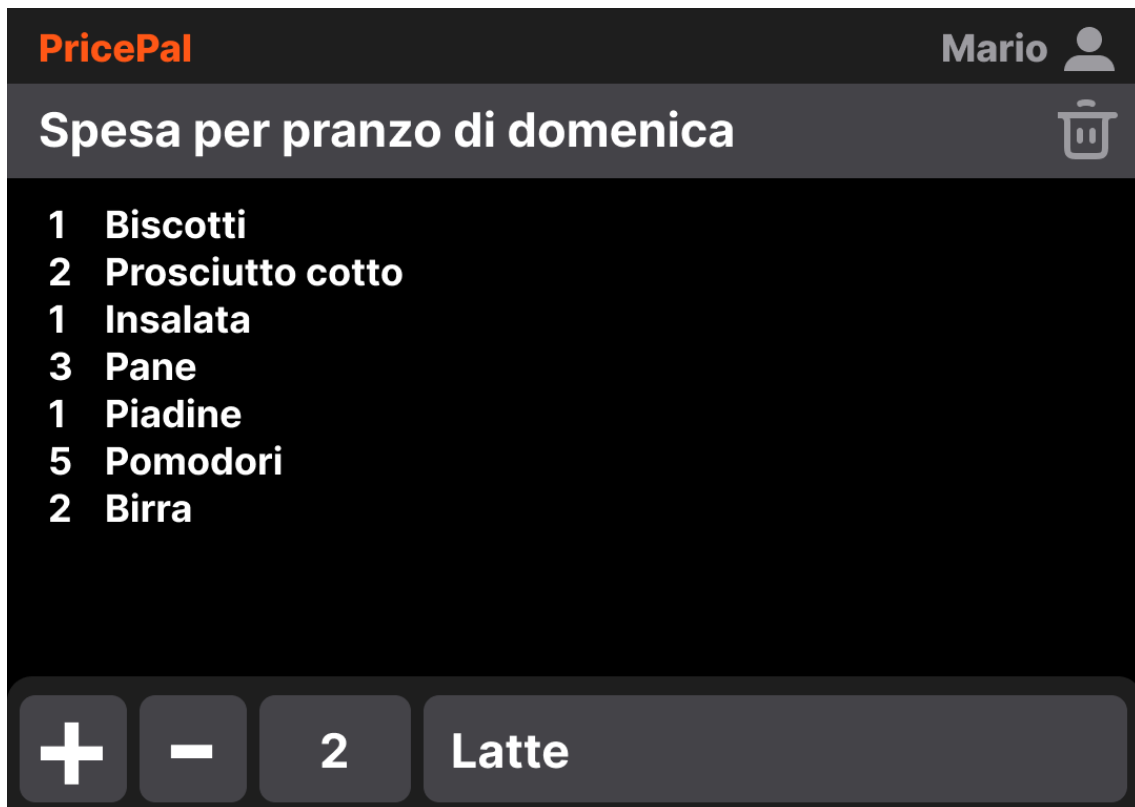 PricePal
Mario
Spesa per pranzo di domenica
1 Biscotti
2 Prosciutto cotto
1 Insalata
3 Pane
1 Piadine
5 Pomodori
2 Birra
+ - 2 Latte